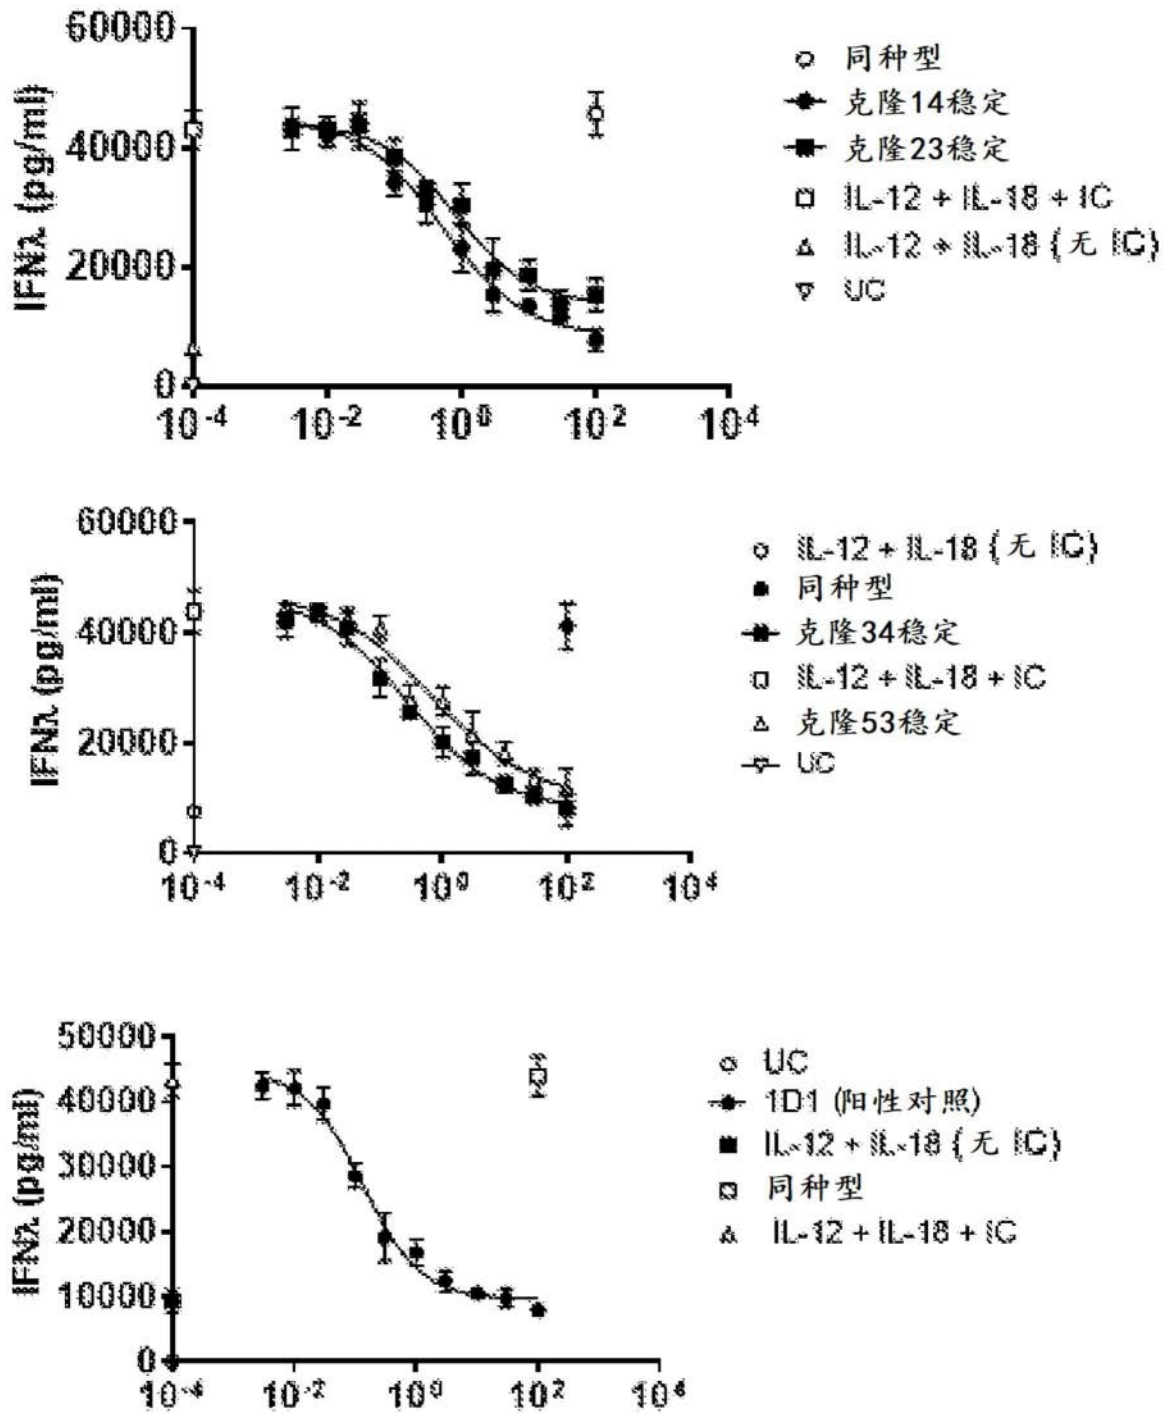 60000
40000
20000
0
IFNλ (pg/ml)
10⁻⁴ 10⁻² 10⁰ 10² 10⁴
同种型
克隆14稳定
克隆23稳定
IL-12 + IL-18 + IC
IL-12 + IL-18 (无 IC)
UC
60000
40000
20000
0
IFNλ (pg/ml)
10⁻⁴ 10⁻² 10⁰ 10² 10⁴
IL-12 + IL-18 (无 IC)
同种型
克隆34稳定
IL-12 + IL-18 + IC
克隆53稳定
UC
50000
40000
30000
20000
10000
0
IFNλ (pg/ml)
10⁻⁴ 10⁻² 10⁰ 10² 10⁴
UC
1D1 (阳性对照)
IL-12 + IL-18 (无 IC)
同种型
IL-12 + IL-18 + IC